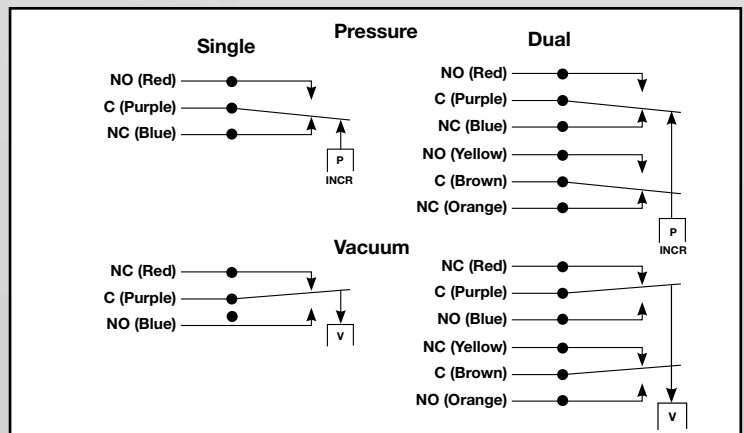 Pressure
Single
NO (Red)
C (Purple)
NC (Blue)
P
INCR
Dual
NO (Red)
C (Purple)
NC (Blue)
NO (Yellow)
C (Brown)
NC (Orange)
P
INCR
Vacuum
NC (Red)
C (Purple)
NO (Blue)
V
NC (Red)
C (Purple)
NO (Blue)
NC (Yellow)
C (Brown)
NO (Orange)
V